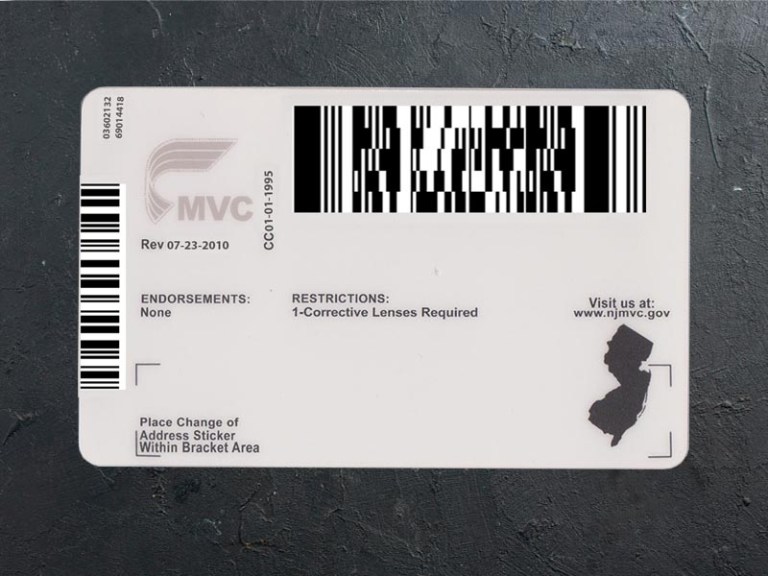 03602132
69014418
MVC
Rev 07-23-2010
CC01-01-1995
ENDORSEMENTS:
None
RESTRICTIONS:
1-Corrective Lenses Required
Visit us at:
www.njmvc.gov
Place Change of
Address Sticker
Within Bracket Area